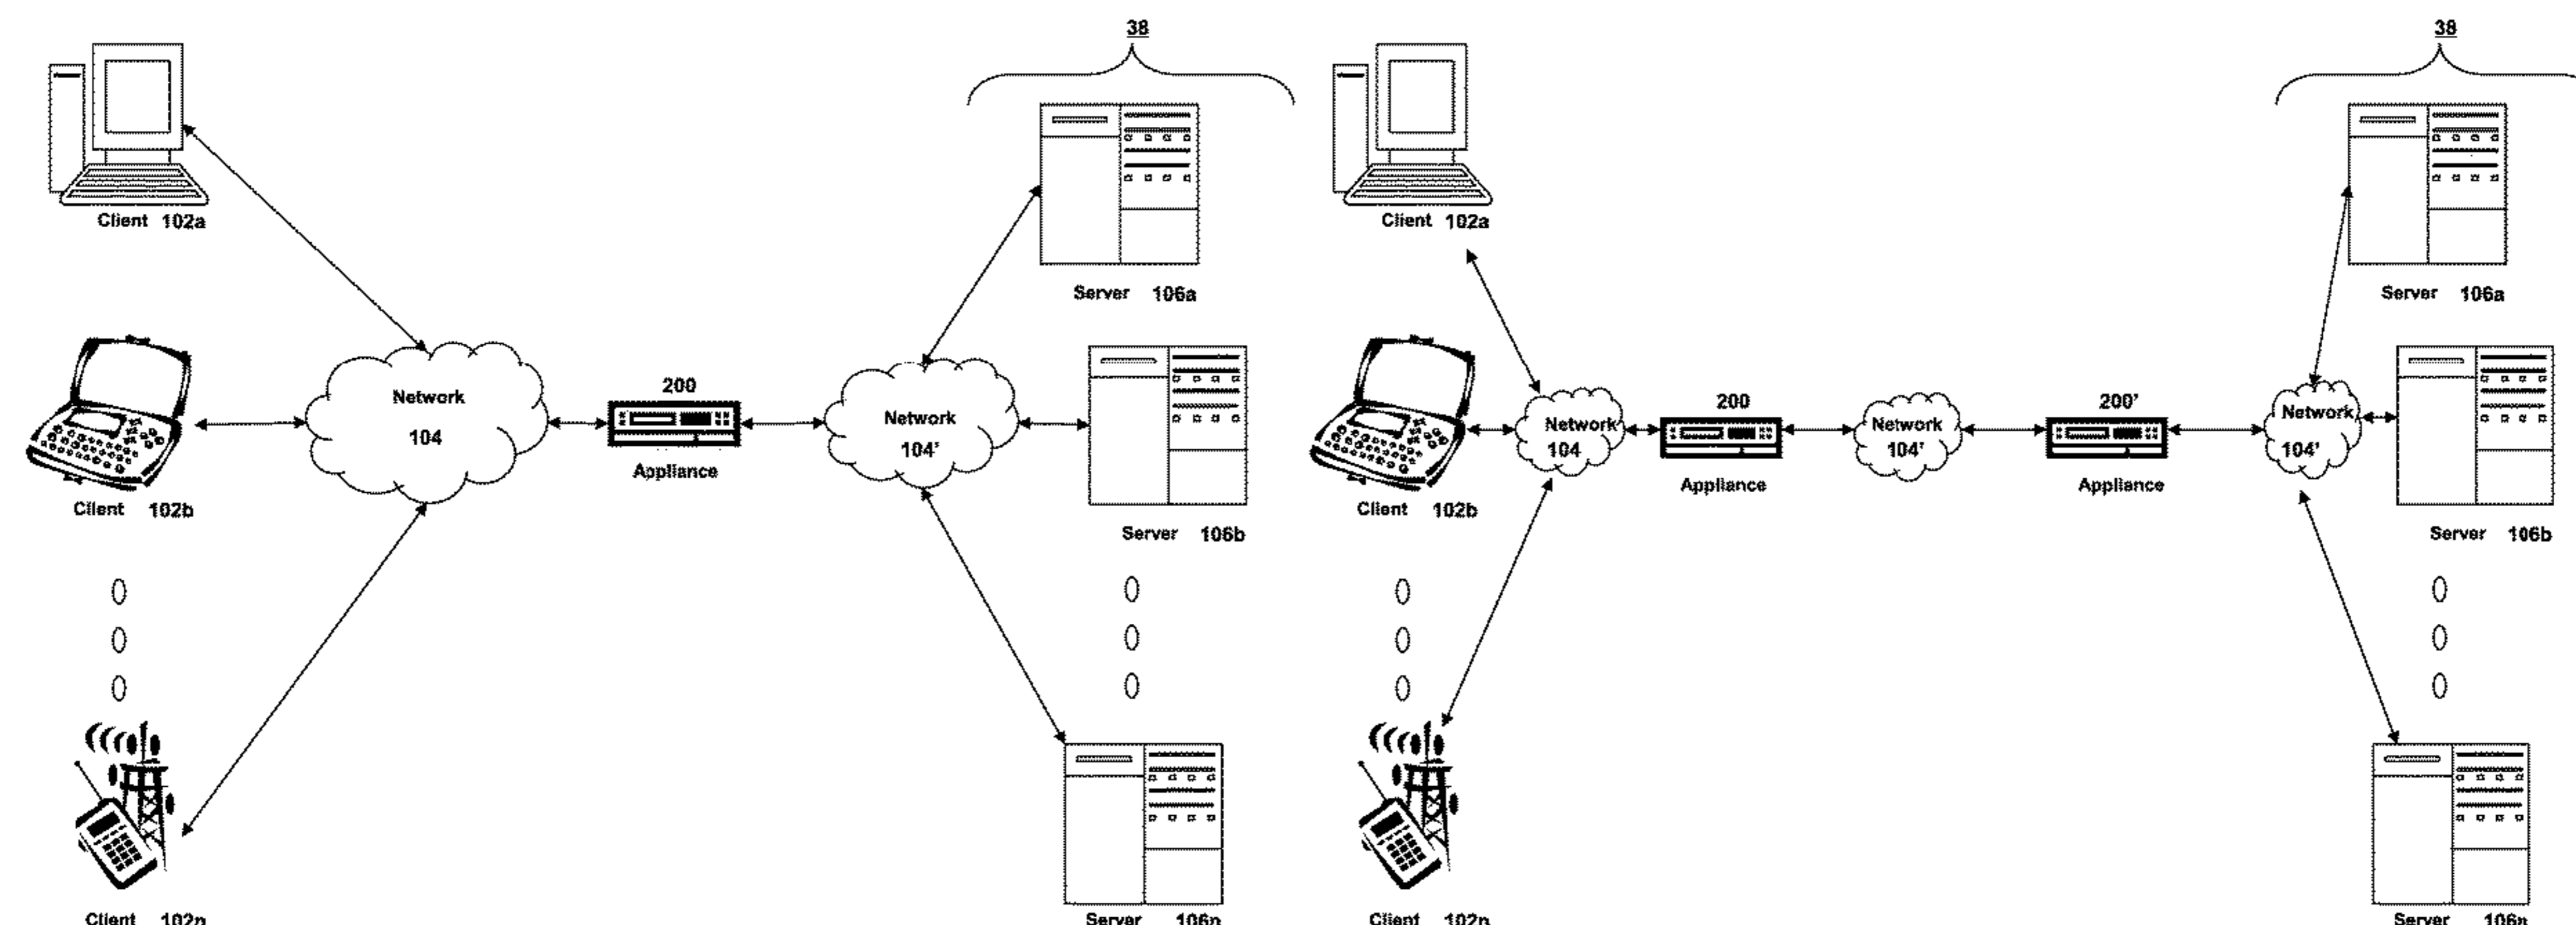 38
Client 102a
Server 106a
Network
104
200
Appliance
Network
104'
Client 102b
Server 106b
Client 102n
Server 106n
38
Client 102a
Server 106a
Network
104
200
Appliance
Network
104'
200'
Appliance
Network
104'
Client 102b
Server 106b
Client 102n
Server 106n